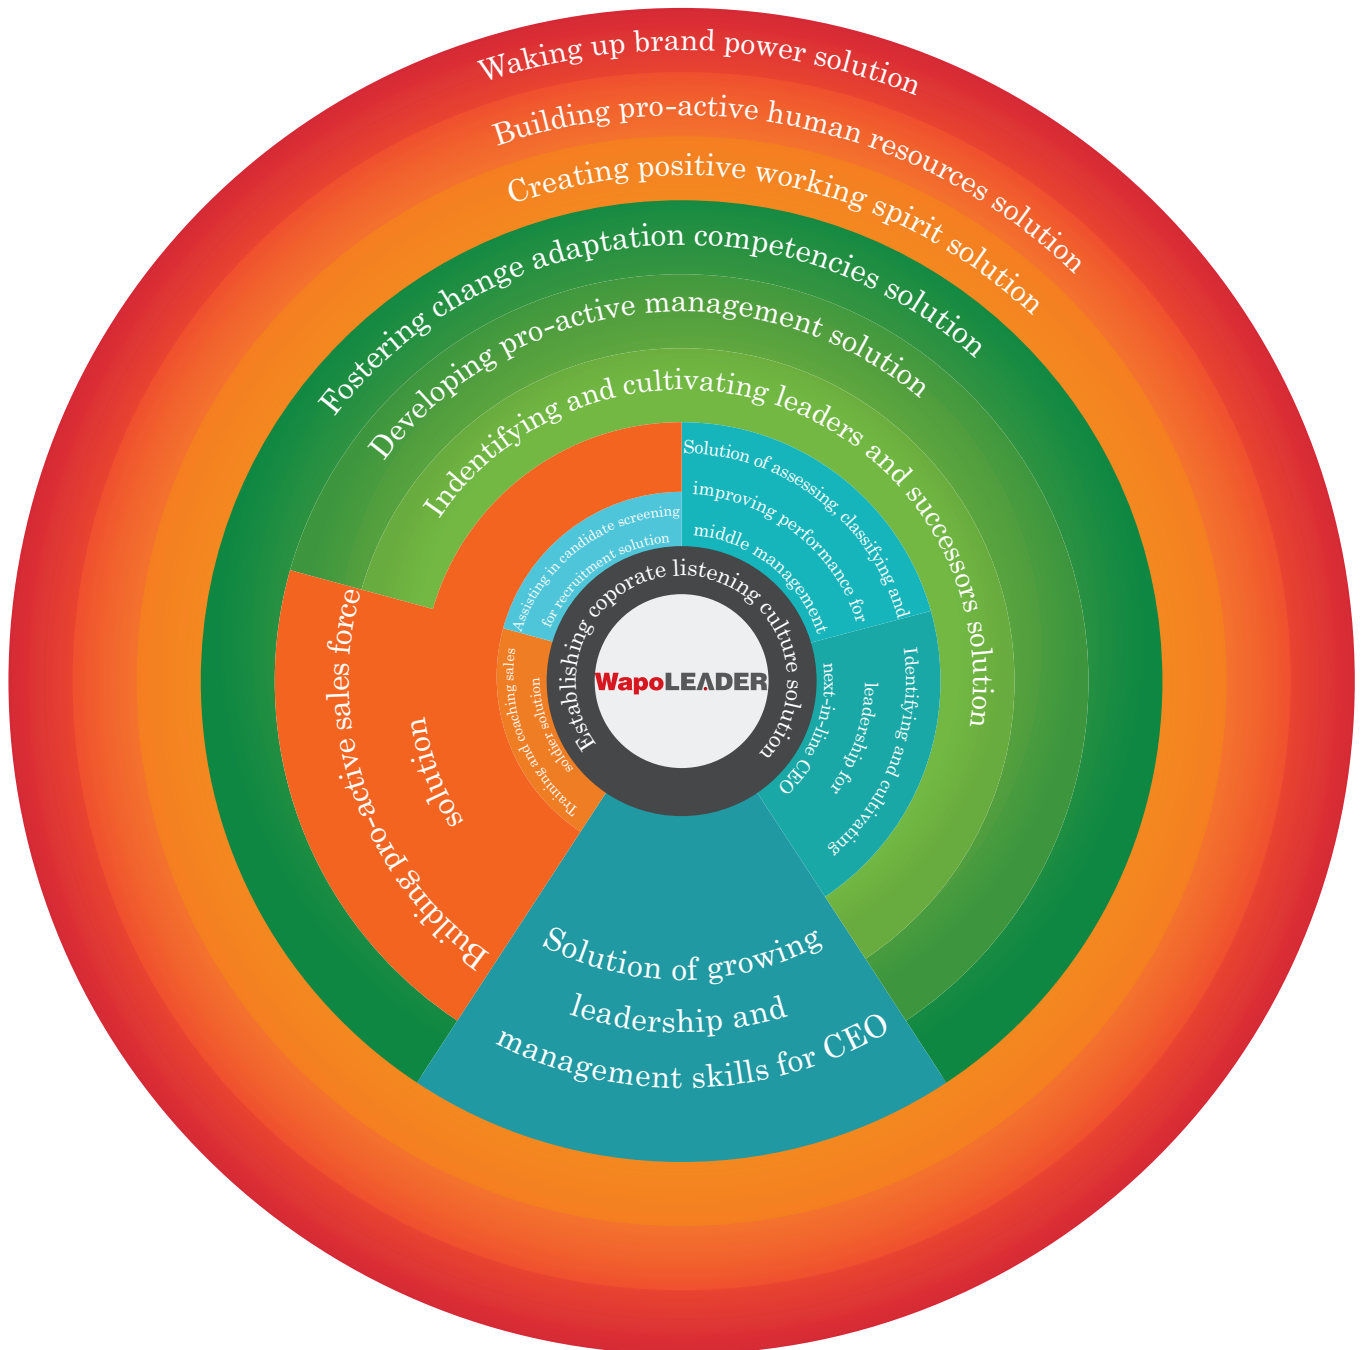 Waking up brand power solution
Building pro-active human resources solution
Creating positive working spirit solution
Fostering change adaptation competencies solution
Developing pro-active management solution
Indentifying and cultivating leaders and successors solution
Solution of assessing, classifying and
improving performance for
middle management
Assisting in candidate screening
for recruitment solution
Establishing coporate listening culture solution
WapoLEADER
Identifying and cultivating
leadership for
next-in-line CEO
Training and coaching sales
soldier solution
Building pro-active sales force
solution
Solution of growing
leadership and
management skills for CEO